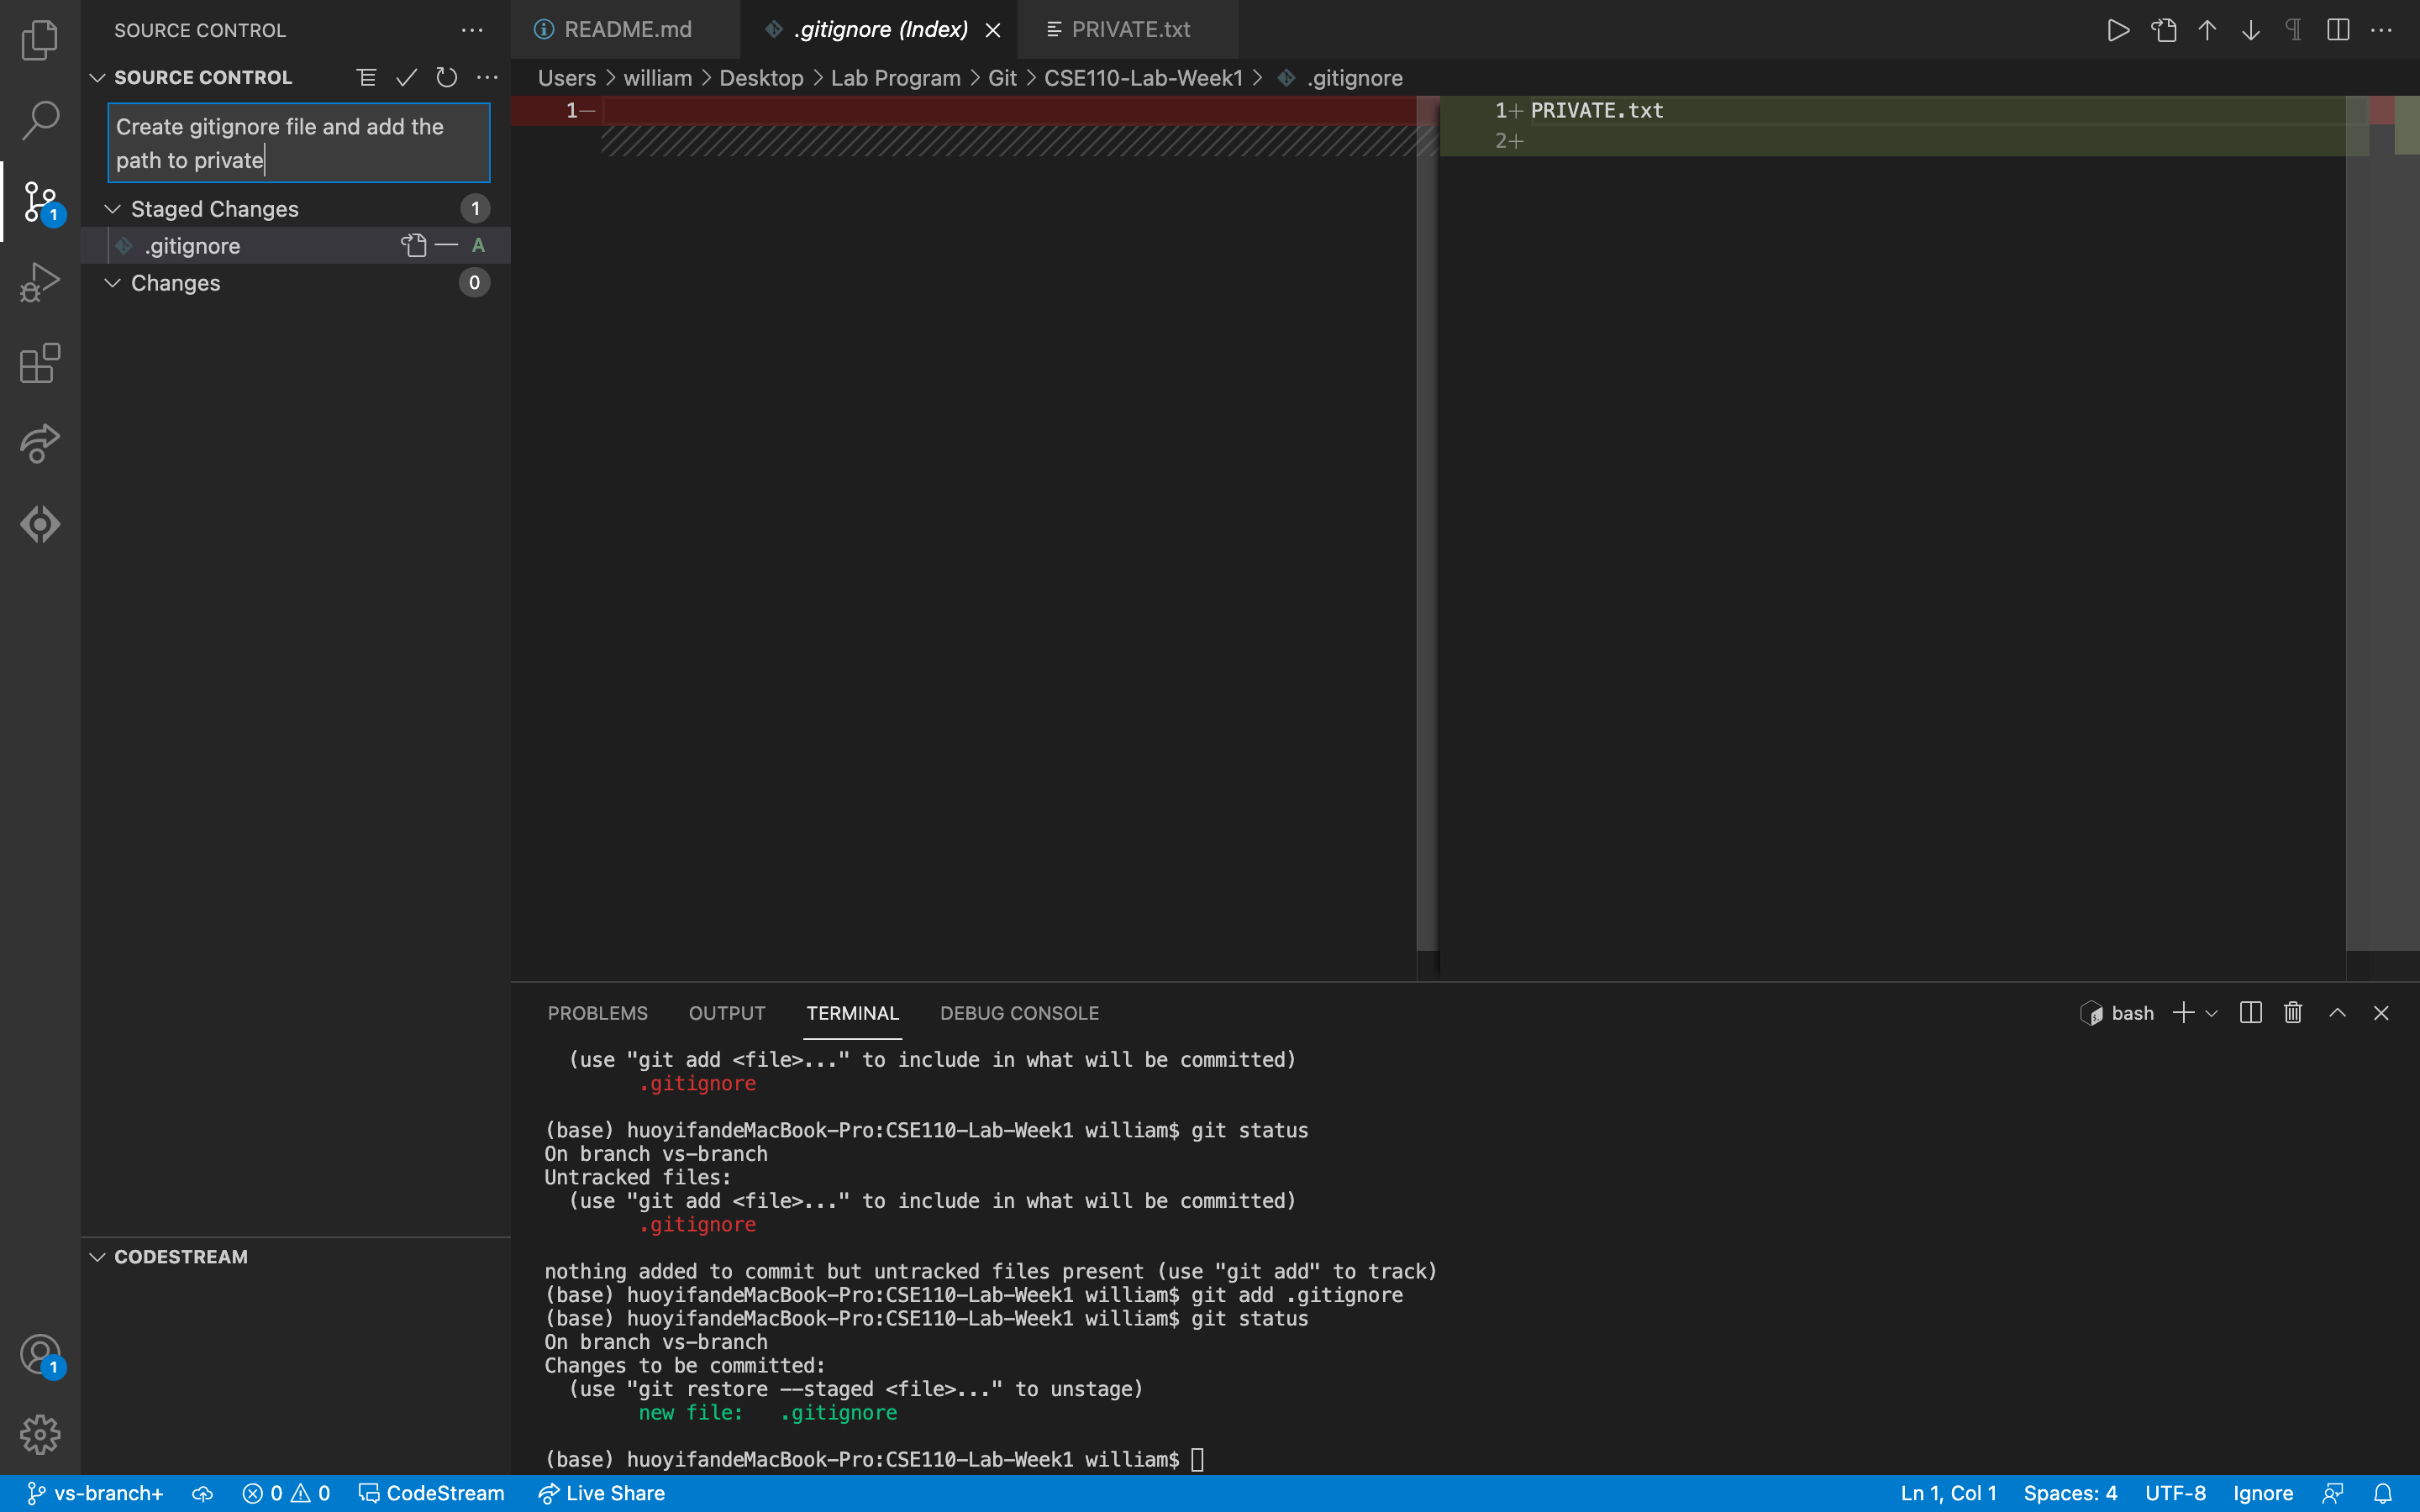 SOURCE CONTROL
SOURCE CONTROL
Create gitignore file and add the
path to private
Staged Changes 1
.gitignore A
Changes 0
1
CODESTREAM
1
README.md .gitignore (Index) PRIVATE.txt
Users > william > Desktop > Lab Program > Git > CSE110-Lab-Week1 > .gitignore
1—
1+ PRIVATE.txt
2+
PROBLEMS OUTPUT TERMINAL DEBUG CONSOLE bash
(use "git add <file>..." to include in what will be committed)
.gitignore
(base) huoyifandeMacBook-Pro:CSE110-Lab-Week1 william$ git status
On branch vs-branch
Untracked files:
(use "git add <file>..." to include in what will be committed)
.gitignore
nothing added to commit but untracked files present (use "git add" to track)
(base) huoyifandeMacBook-Pro:CSE110-Lab-Week1 william$ git add .gitignore
(base) huoyifandeMacBook-Pro:CSE110-Lab-Week1 william$ git status
On branch vs-branch
Changes to be committed:
(use "git restore --staged <file>..." to unstage)
new file: .gitignore
(base) huoyifandeMacBook-Pro:CSE110-Lab-Week1 william$
vs-branch+ 0 0 CodeStream Live Share Ln 1, Col 1 Spaces: 4 UTF-8 Ignore